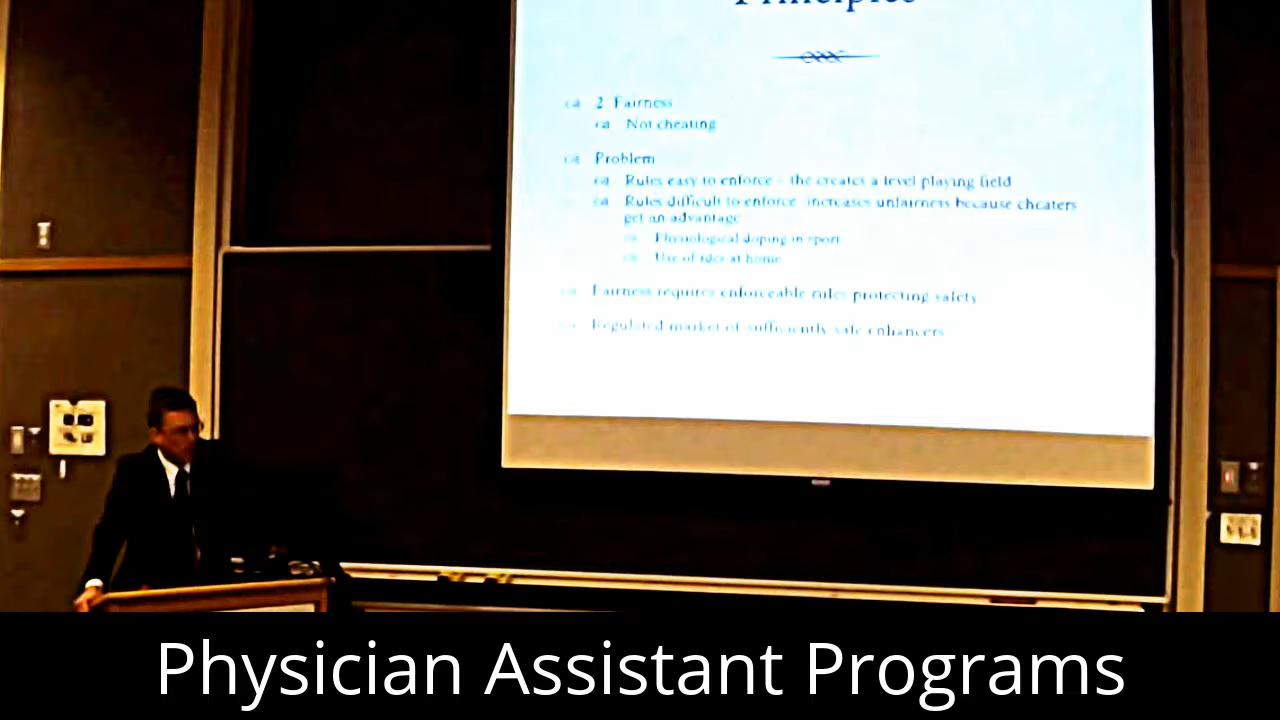 Principles
2 Fairness
Not cheating
Problem
Rules easy to enforce – the creates a level playing field
Rules difficult to enforce increases unfairness because cheaters
get an advantage
Physiological doping in sport
Use of at home
Fairness requires enforceable rules protecting safety
Regulated market of sufficiently safe enhancers
Physician Assistant Programs